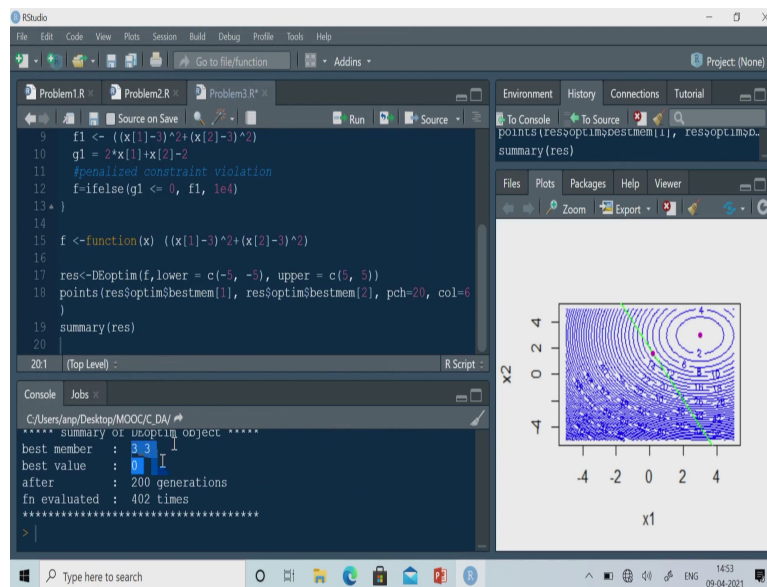 RStudio
File Edit Code View Plots Session Build Debug Profile Tools Help
Go to file/function
Addins
Project: (None)
Problem1.R
Problem2.R
Problem3.R*
Source on Save
Run
Source
9 f1 <- ((x[1]-3)^2+(x[2]-3)^2)
10 g1 = 2*x[1]+x[2]-2
11 #penalized constraint violation
12 f=ifelse(g1 <= 0, f1, 1e4)
13 }
14
15 f <-function(x) ((x[1]-3)^2+(x[2]-3)^2)
16
17 res<-DEoptim(f,lower = c(-5, -5), upper = c(5, 5))
18 points(res$optim$bestmem[1], res$optim$bestmem[2], pch=20, col=6
)
19 summary(res)
20
20:1 (Top Level) R Script
Console Jobs
C:/Users/anp/Desktop/MOOC/C_DA/
***** summary of DEoptim object *****
best member : 3 3
best value : 0
after : 200 generations
fn evaluated : 402 times
*************************************
>
Environment History Connections Tutorial
To Console To Source
points(res$optim$bestmem[1], res$optim$b…
summary(res)
Files Plots Packages Help Viewer
Zoom Export
x2
4
2
0
-4
-4 -2 0 2 4
x1
Type here to search
ENG
14:53
09-04-2021